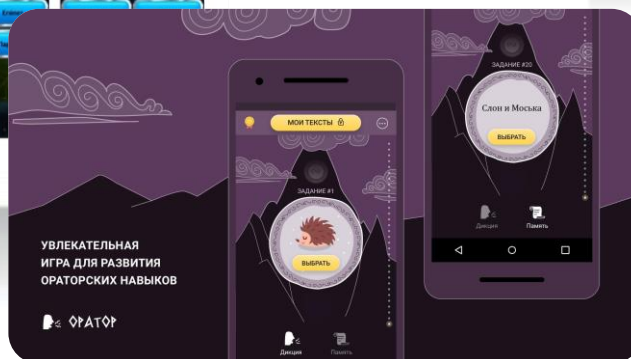 УВЛЕКАТЕЛЬНАЯ
ИГРА ДЛЯ РАЗВИТИЯ
ОРАТОРСКИХ НАВЫКОВ
ОРАТОР
МОИ ТЕКСТЫ
ЗАДАНИЕ #1
ВЫБРАТЬ
Дикция
Память
ЗАДАНИЕ #20
Слон и Моська
ВЫБРАТЬ
Дикция
Память